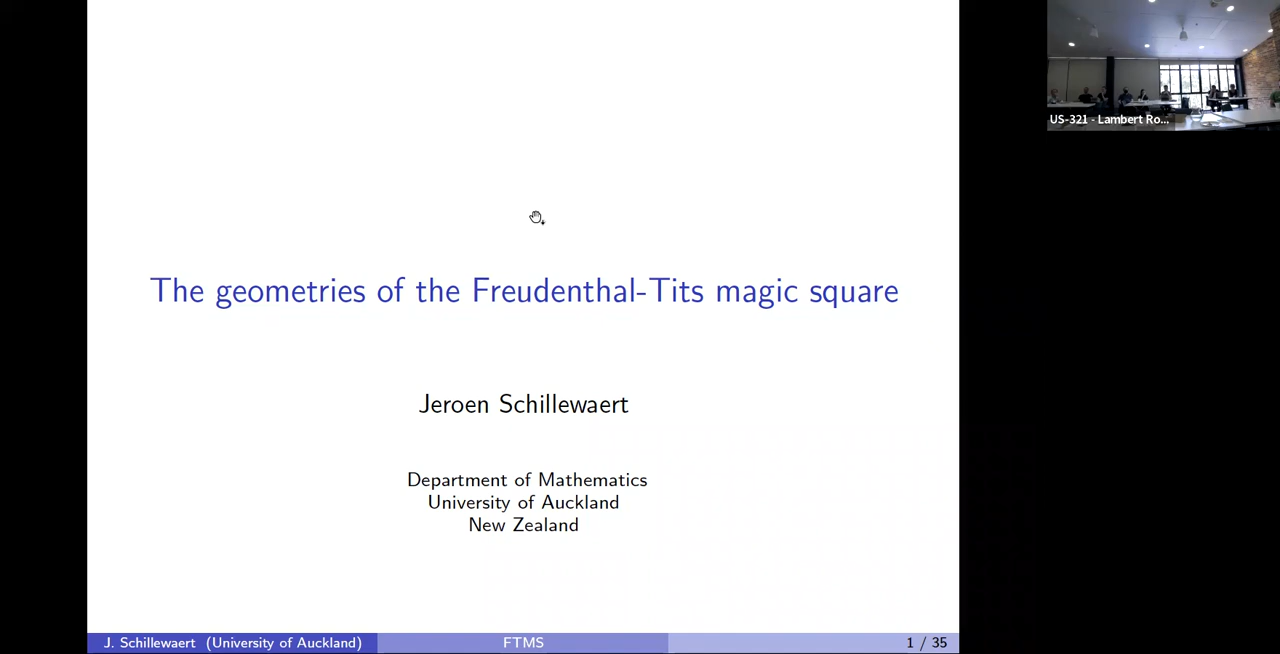 US-321 - Lambert Ro...
The geometries of the Freudenthal-Tits magic square
Jeroen Schillewaert
Department of Mathematics
University of Auckland
New Zealand
J. Schillewaert (University of Auckland) FTMS 1 / 35